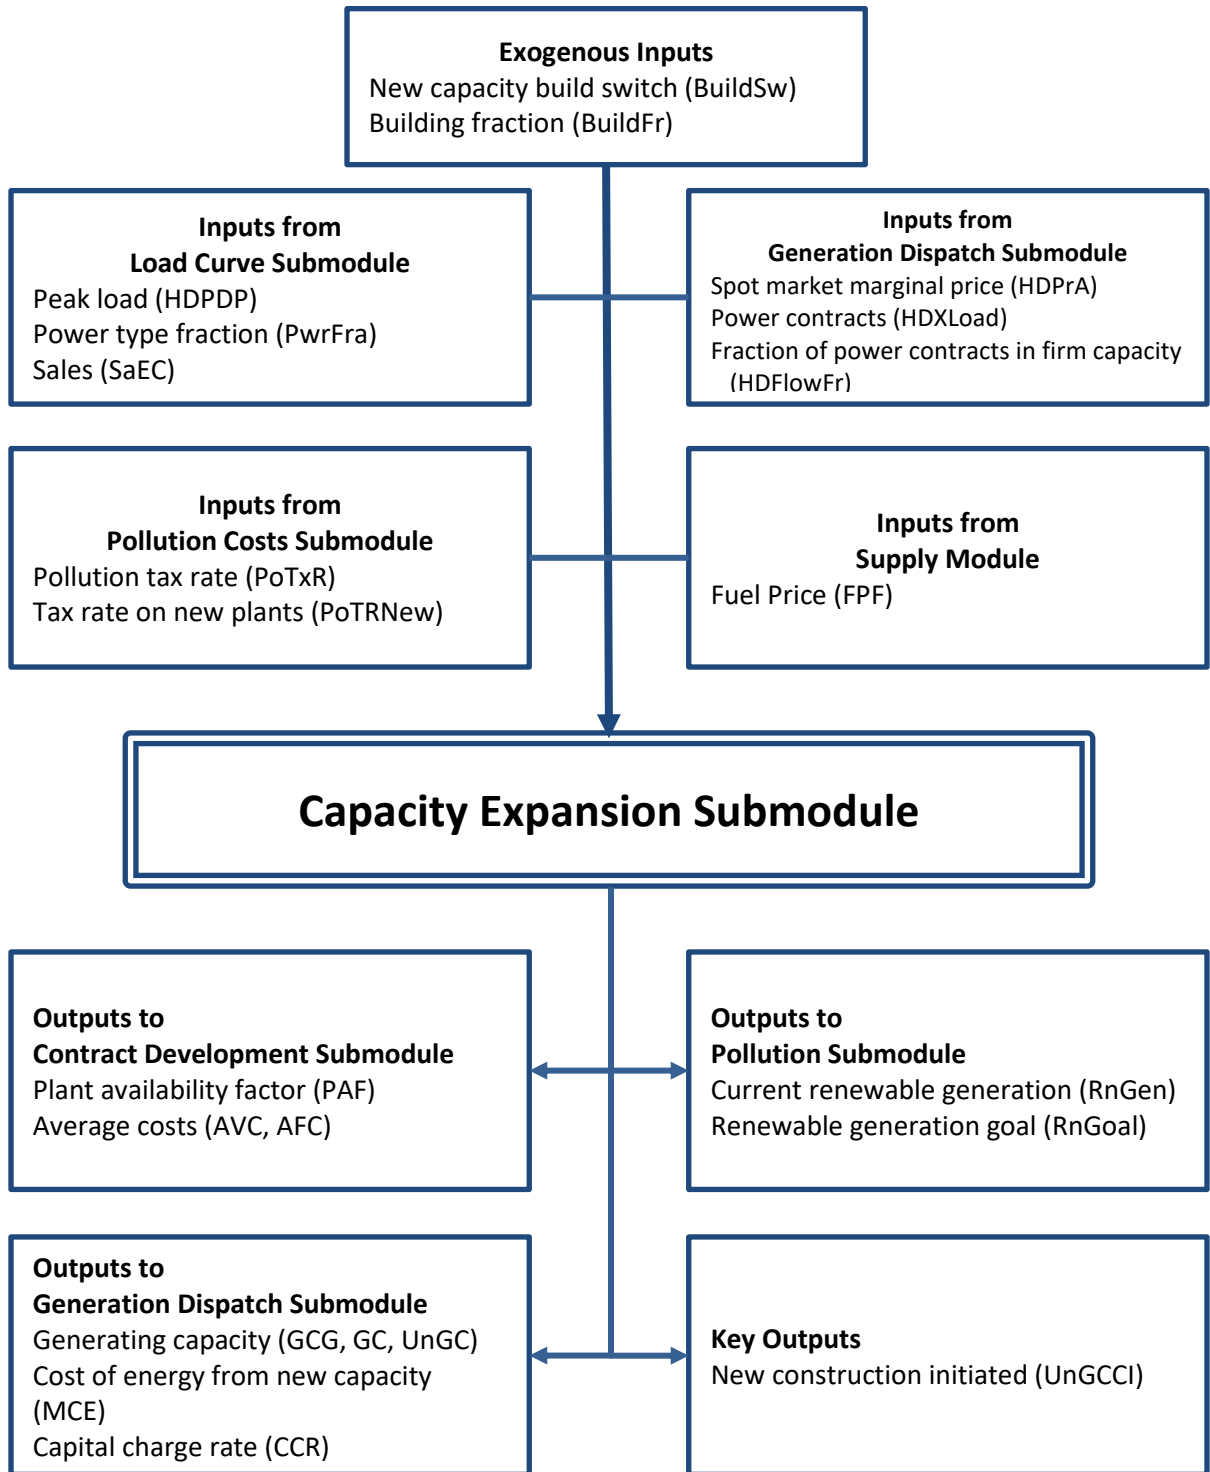 Exogenous Inputs
New capacity build switch (BuildSw)
Building fraction (BuildFr)
Inputs from
Load Curve Submodule
Peak load (HDPDP)
Power type fraction (PwrFra)
Sales (SaEC)
Inputs from
Generation Dispatch Submodule
Spot market marginal price (HDPrA)
Power contracts (HDXLoad)
Fraction of power contracts in firm capacity
(HDFlowFr)
Inputs from
Pollution Costs Submodule
Pollution tax rate (PoTxR)
Tax rate on new plants (PoTRNew)
Inputs from
Supply Module
Fuel Price (FPF)
Capacity Expansion Submodule
Outputs to
Contract Development Submodule
Plant availability factor (PAF)
Average costs (AVC, AFC)
Outputs to
Pollution Submodule
Current renewable generation (RnGen)
Renewable generation goal (RnGoal)
Outputs to
Generation Dispatch Submodule
Generating capacity (GCG, GC, UnGC)
Cost of energy from new capacity
(MCE)
Capital charge rate (CCR)
Key Outputs
New construction initiated (UnGCCI)